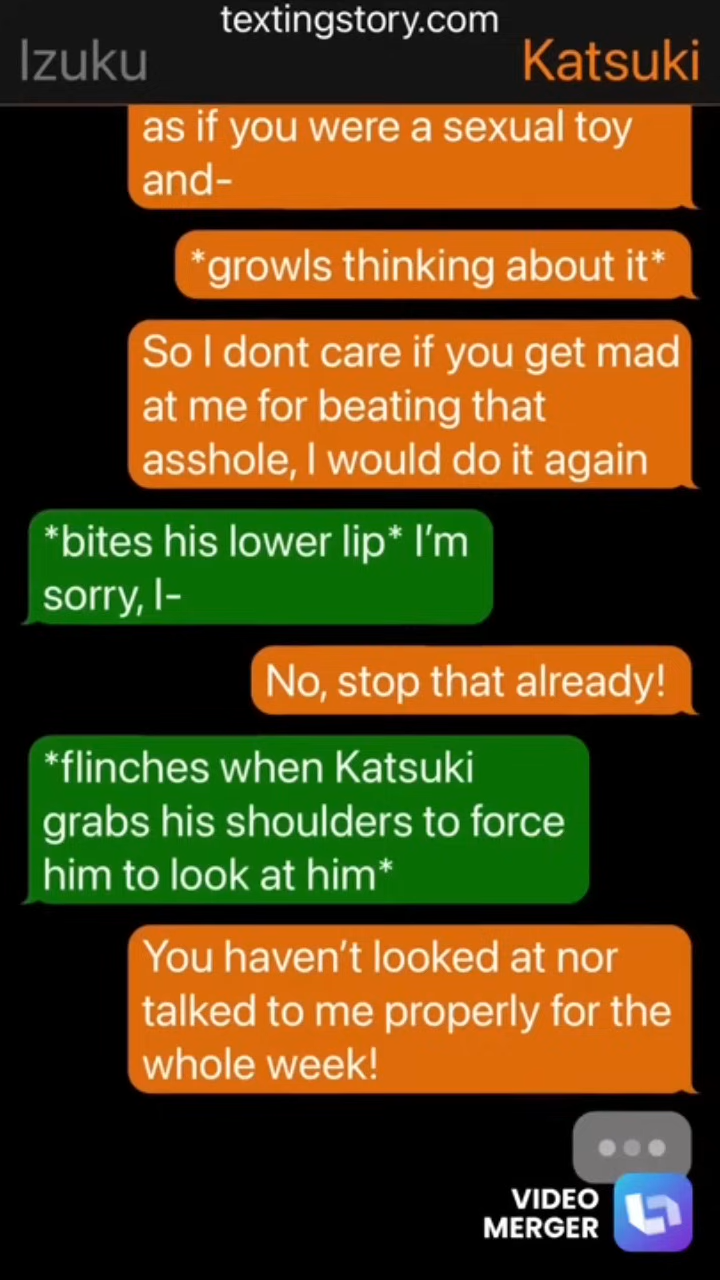 textingstory.com
Izuku
Katsuki
as if you were a sexual toy
and-
*growls thinking about it*
So I dont care if you get mad
at me for beating that
asshole, I would do it again
*bites his lower lip* I’m
sorry, I-
No, stop that already!
*flinches when Katsuki
grabs his shoulders to force
him to look at him*
You haven’t looked at nor
talked to me properly for the
whole week!
VIDEO
MERGER